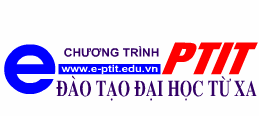 CHƯƠNG TRÌNH
e PTIT
www.e-ptit.edu.vn
ĐÀO TẠO ĐẠI HỌC TỪ XA